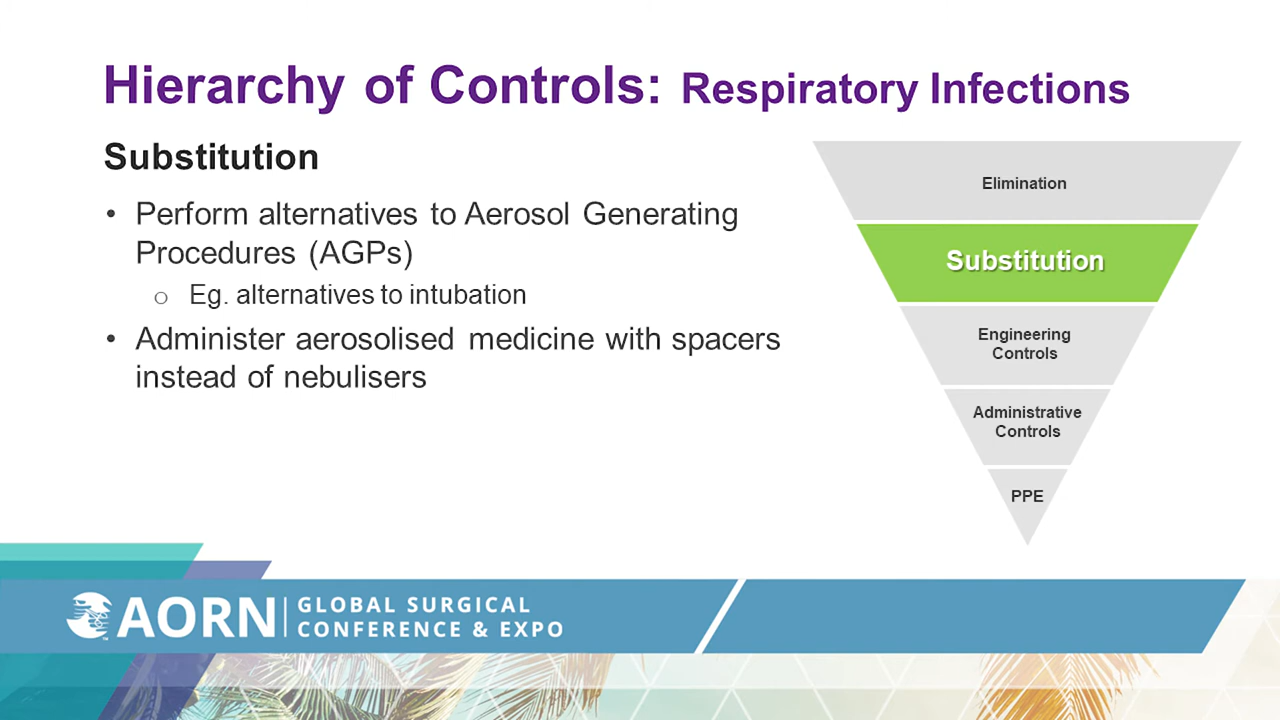 Hierarchy of Controls: Respiratory Infections
Substitution
• Perform alternatives to Aerosol Generating
Procedures (AGPs)
o Eg. alternatives to intubation
• Administer aerosolised medicine with spacers
instead of nebulisers
Elimination
Substitution
Engineering
Controls
Administrative
Controls
PPE
AORN
GLOBAL SURGICAL
CONFERENCE & EXPO